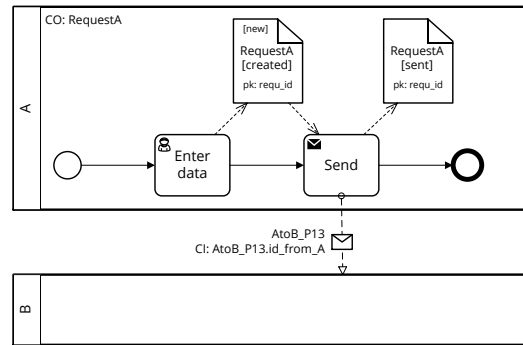 CO: RequestA
[new]
RequestA
[created]
pk: requ_id
RequestA
[sent]
pk: requ_id
A
Enter
data
Send
AtoB_P13
CI: AtoB_P13.id_from_A
B